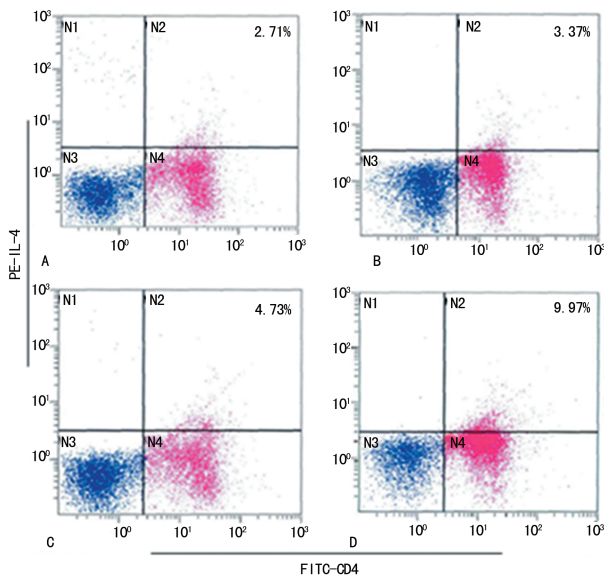 10³ N1 N2 2.71%
10²
10¹
N3 N4
10⁰
10⁰ 10¹ 10² 10³
A
10³ N1 N2 3.37%
10²
10¹
N3 N4
10⁰
10⁰ 10¹ 10² 10³
B
PE-IL-4
10³ N1 N2 4.73%
10²
10¹
N3 N4
10⁰
10⁰ 10¹ 10² 10³
C
10³ N1 N2 9.97%
10²
10¹
N3 N4
10⁰
10⁰ 10¹ 10² 10³
D
FITC-CD4